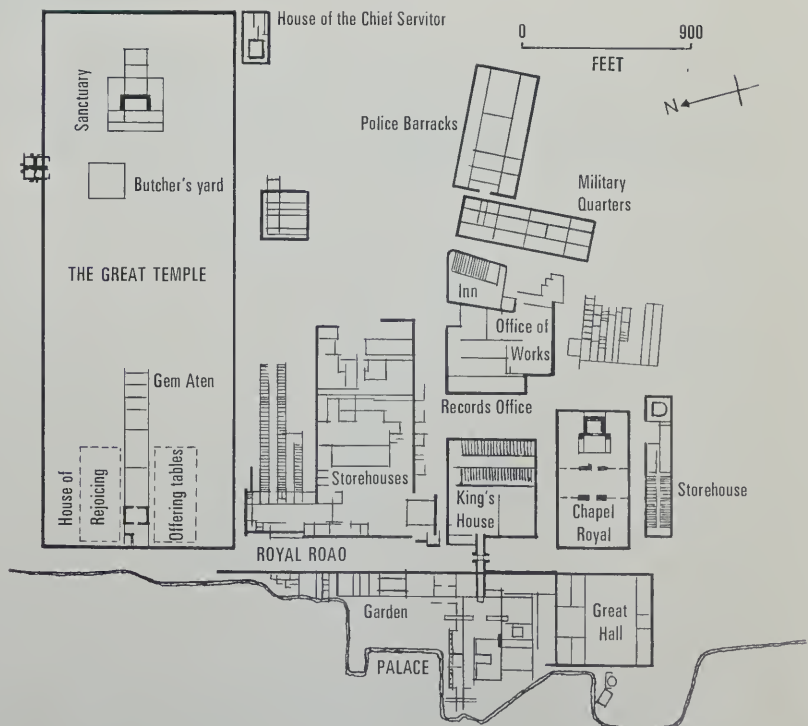 House of the Chief Servitor
0 900
FEET
N
Sanctuary
Police Barracks
Butcher's yard
Military
Quarters
THE GREAT TEMPLE
Inn
Office of
Works
Gem Aten
Records Office
House of
Rejoicing
Offering tables
Storehouses
King's
House
Chapel
Royal
Storehouse
ROYAL ROAO
Garden
Great
Hall
PALACE